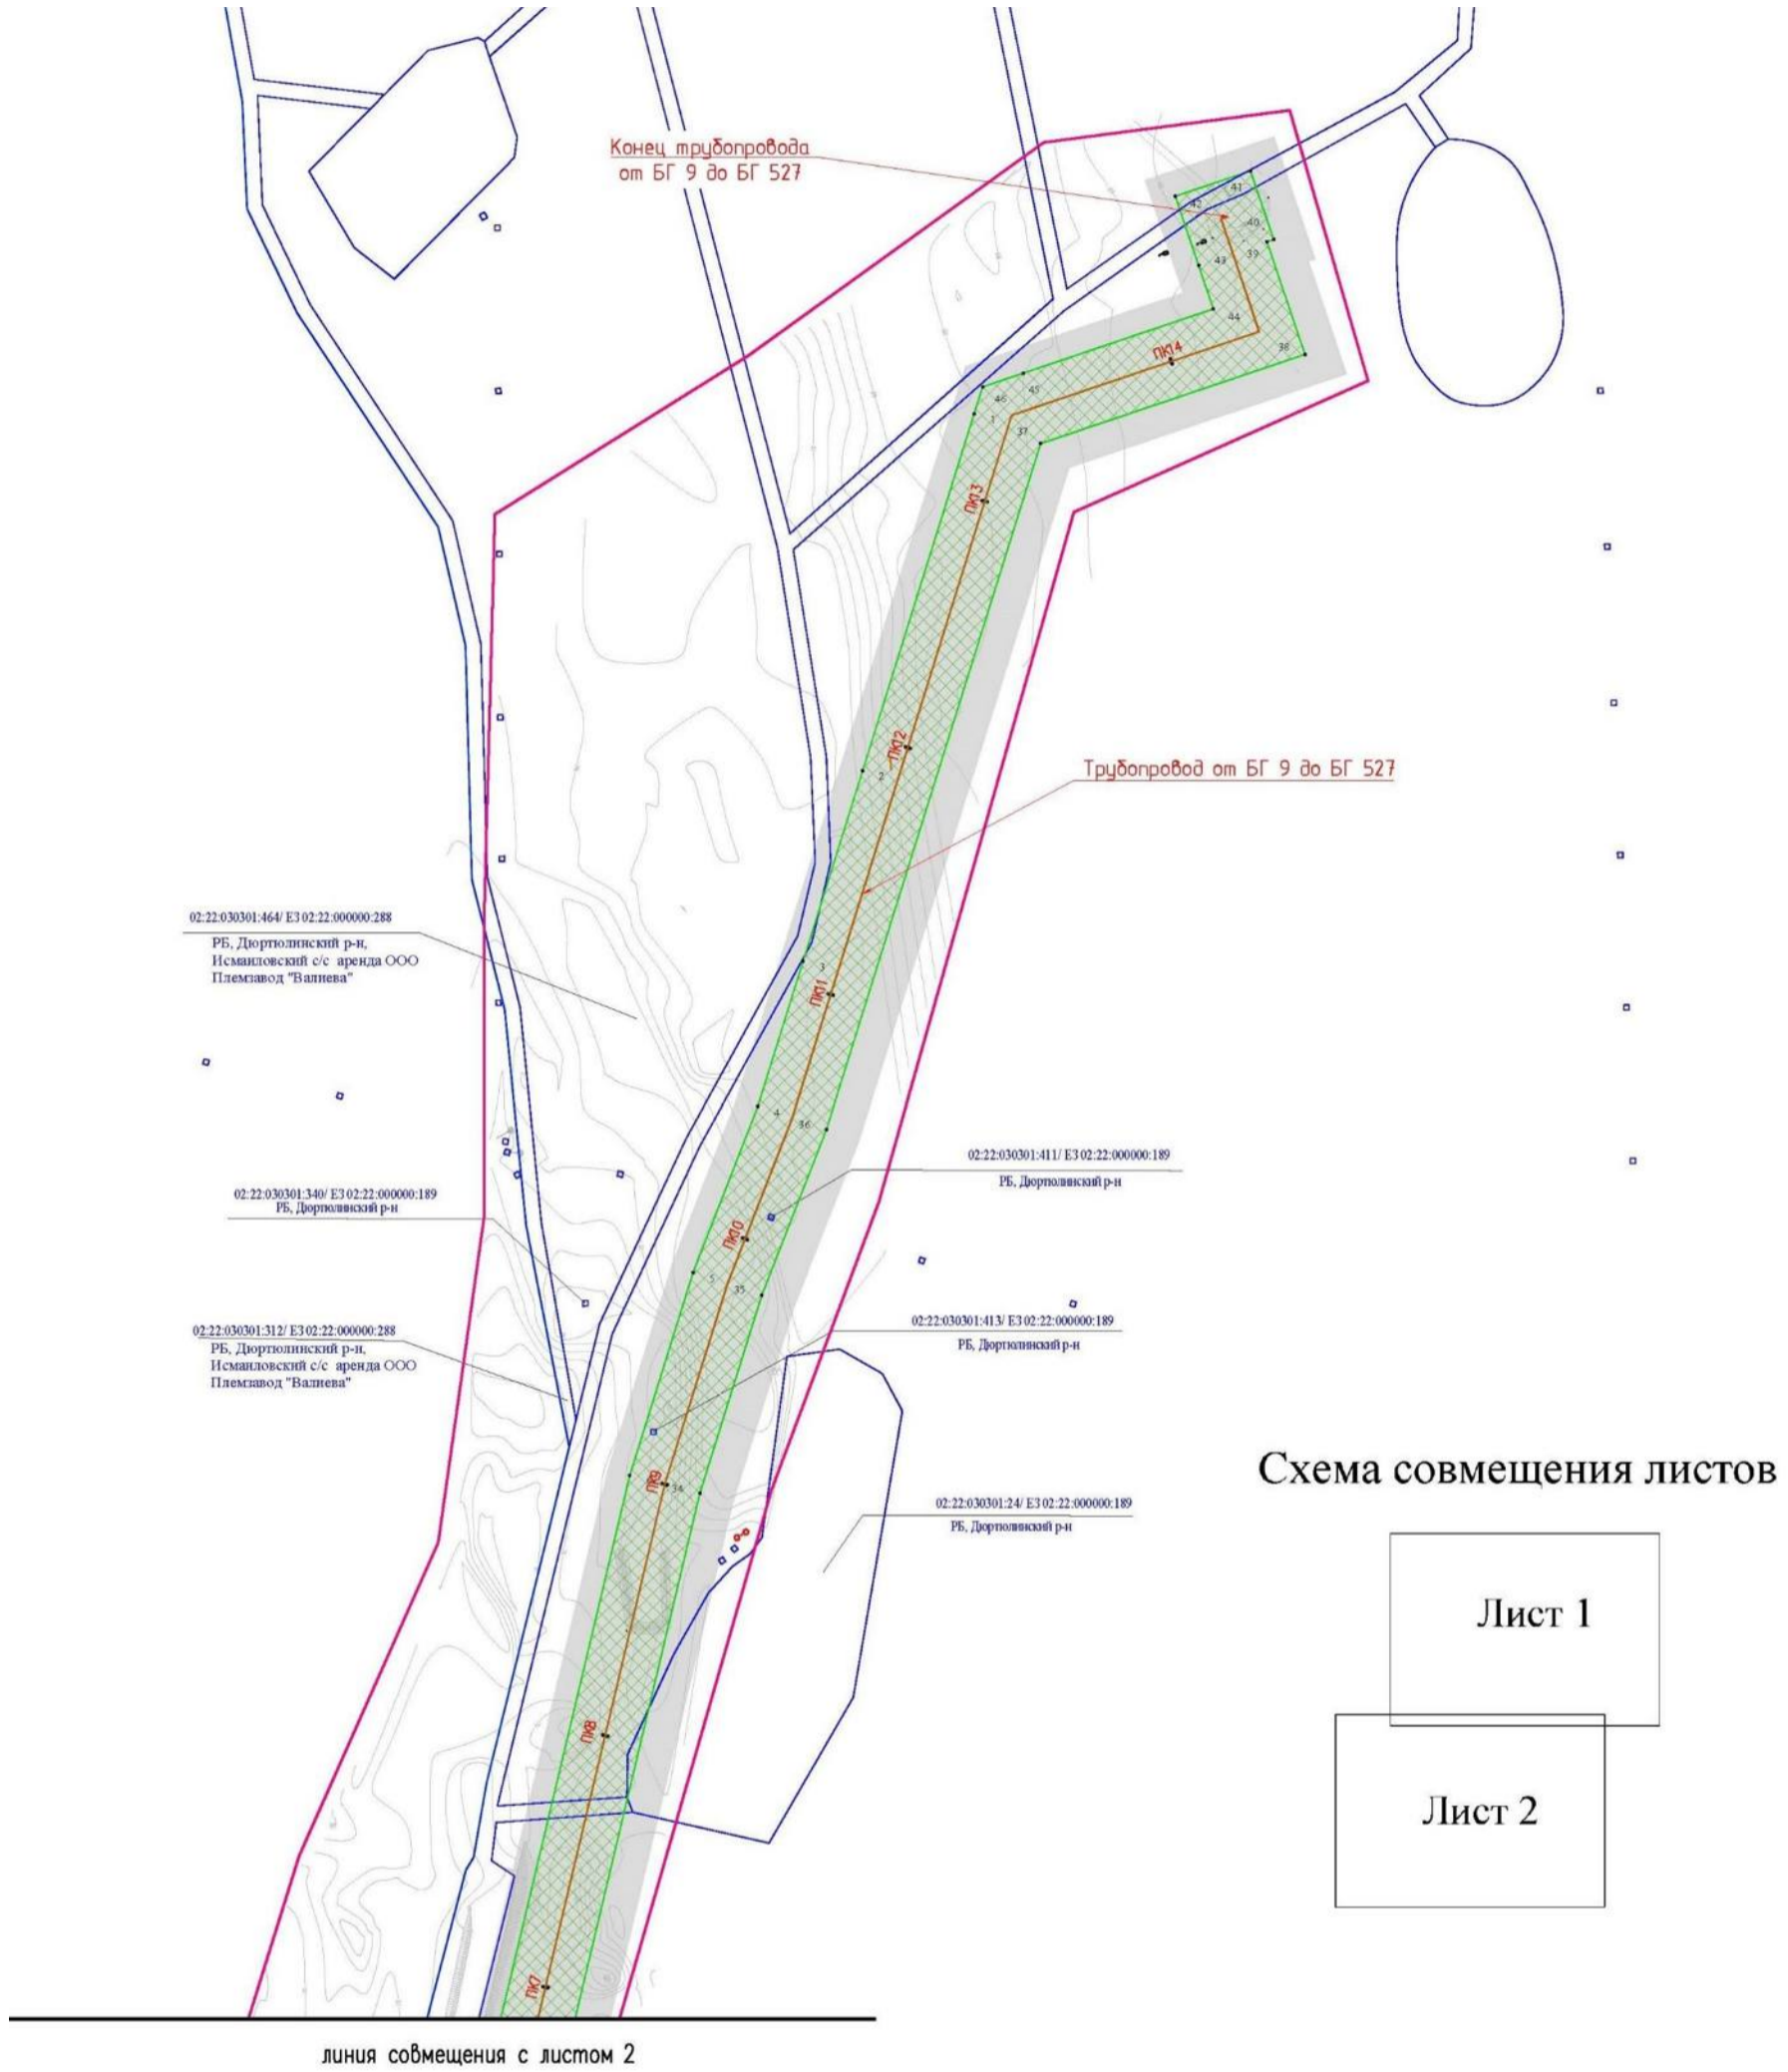 Конец трубопровода
от БГ 9 до БГ 527
41
42
40
39
43
44
38
ПК14
45
46
1
37
ПК13
ПК12
2
Трубопровод от БГ 9 до БГ 527
02:22:030301:464/ ЕЗ 02:22:000000:288
РБ, Дюртюлинский р-н,
Исмаиловский с/с аренда ООО
Племзавод "Валиева"
3
ПК11
4
36
02:22:030301:411/ ЕЗ 02:22:000000:189
РБ, Дюртюлинский р-н
02:22:030301:340/ ЕЗ 02:22:000000:189
РБ, Дюртюлинский р-н
ПК10
5
35
02:22:030301:413/ ЕЗ 02:22:000000:189
РБ, Дюртюлинский р-н
02:22:030301:312/ ЕЗ 02:22:000000:288
РБ, Дюртюлинский р-н,
Исмаиловский с/с аренда ООО
Племзавод "Валиева"
ПК9
34
02:22:030301:24/ ЕЗ 02:22:000000:189
РБ, Дюртюлинский р-н
Схема совмещения листов
Лист 1
Лист 2
ПК8
ПК7
линия совмещения с листом 2